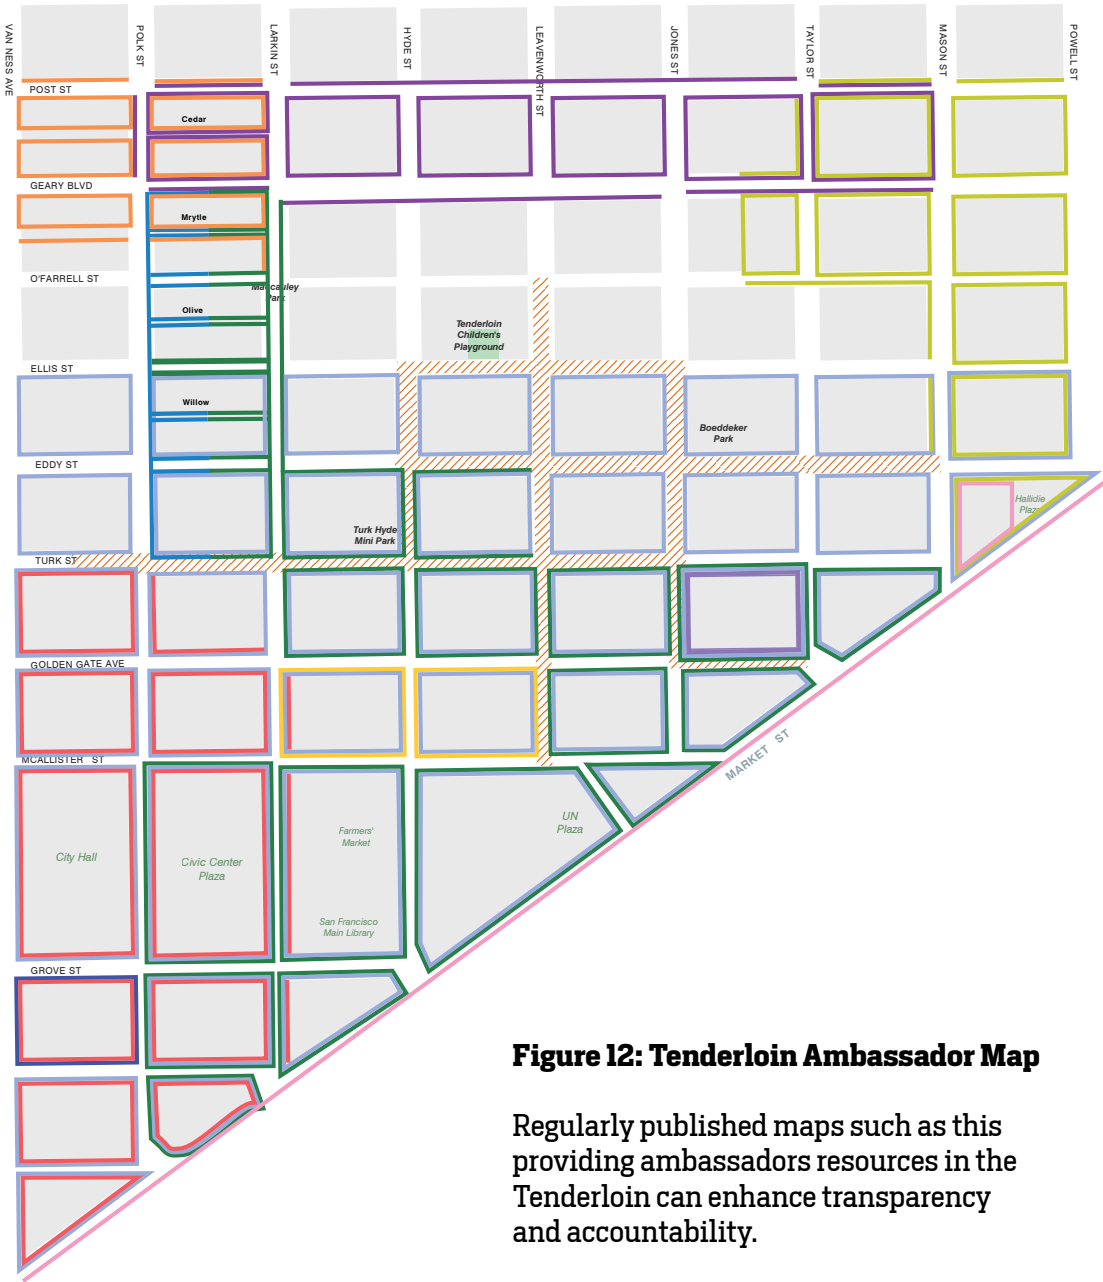 VAN NESS AVE
POLK ST
LARKIN ST
HYDE ST
LEAVENWORTH ST
JONES ST
TAYLOR ST
MASON ST
POWELL ST
POST ST
Cedar
GEARY BLVD
Mrytle
O'FARRELL ST
Maccauley
Park
Olive
Tenderloin
Children's
Playground
ELLIS ST
Willow
Boeddeker
Park
EDDY ST
Hallidie
Plaza
Turk Hyde
Mini Park
TURK ST
GOLDEN GATE AVE
MCALLISTER ST
MARKET ST
UN
Plaza
Farmers'
Market
City Hall
Civic Center
Plaza
San Francisco
Main Library
GROVE ST
Figure 12: Tenderloin Ambassador Map
Regularly published maps such as this
providing ambassadors resources in the
Tenderloin can enhance transparency
and accountability.